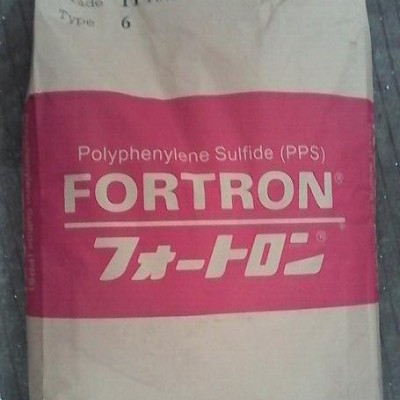 Type 6
Polyphenylene Sulfide (PPS)
FORTRON®
フォートロン®